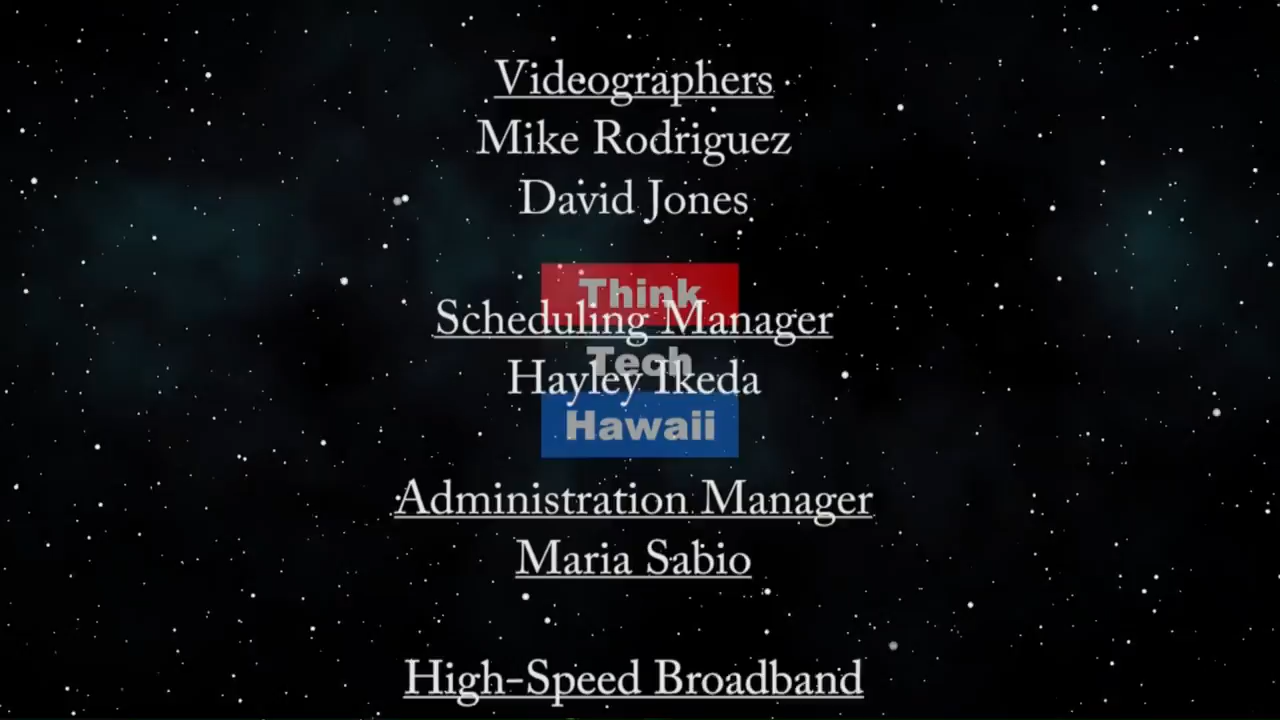 Videographers
Mike Rodriguez
David Jones
Think
Scheduling Manager
Tech
Hayley Ikeda
Hawaii
Administration Manager
Maria Sabio
High-Speed Broadband